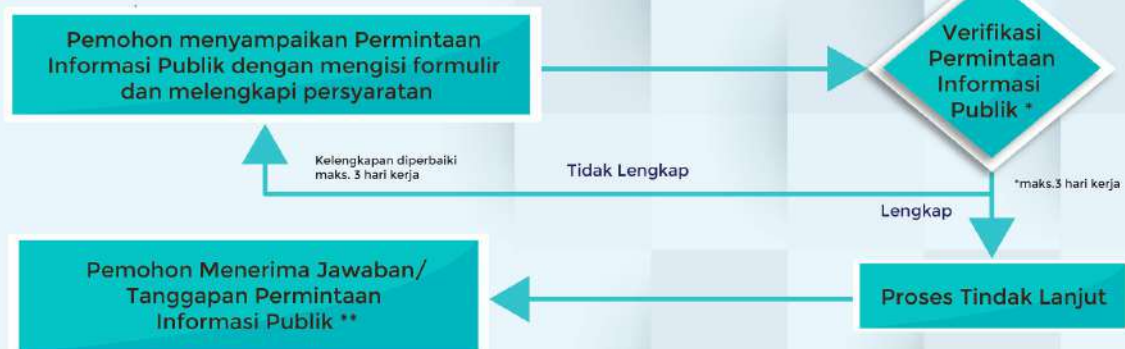 Pemohon menyampaikan Permintaan
Informasi Publik dengan mengisi formulir
dan melengkapi persyaratan
Verifikasi
Permintaan
Informasi
Publik *
Kelengkapan diperbaiki
maks. 3 hari kerja
Tidak Lengkap
*maks.3 hari kerja
Lengkap
Pemohon Menerima Jawaban/
Tanggapan Permintaan
Informasi Publik **
Proses Tindak Lanjut